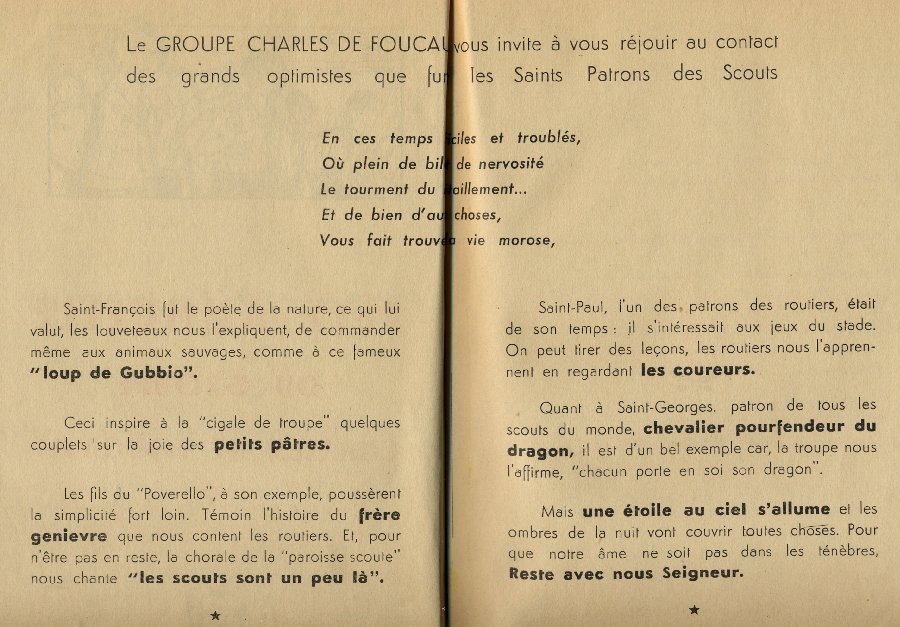 Le GROUPE CHARLES DE FOUCAU vous invite à vous réjouir au contact
des grands optimistes que fur les Saints Patrons des Scouts
En ces temps ciles et troublés,
Où plein de bile de nervosité
Le tourment du aillement...
Et de bien d'au choses,
Vous fait trouver a vie morose,
Saint-François fut le poète de la nature, ce qui lui
valut, les louveteaux nous l'expliquent, de commander
même aux animaux sauvages, comme à ce fameux
"loup de Gubbio".
Ceci inspire à la "cigale de troupe" quelques
couplets sur la joie des petits pâtres.
Les fils du "Poverello", à son exemple, poussèrent
la simplicité fort loin. Témoin l'histoire du frère
genievre que nous content les routiers. Et, pour
n'être pas en reste, la chorale de la "paroisse scoute"
nous chante "les scouts sont un peu là".
Saint-Paul, l'un des patrons des routiers, était
de son temps : il s'intéressait aux jeux du stade.
On peut tirer des leçons, les routiers nous l'appren-
nent en regardant les coureurs.
Quant à Saint-Georges, patron de tous les
scouts du monde, chevalier pourfendeur du
dragon, il est d'un bel exemple car, la troupe nous
l'affirme, "chacun porte en soi son dragon".
Mais une étoile au ciel s'allume et les
ombres de la nuit vont couvrir toutes choses. Pour
que notre âme ne soit pas dans les ténèbres,
Reste avec nous Seigneur.